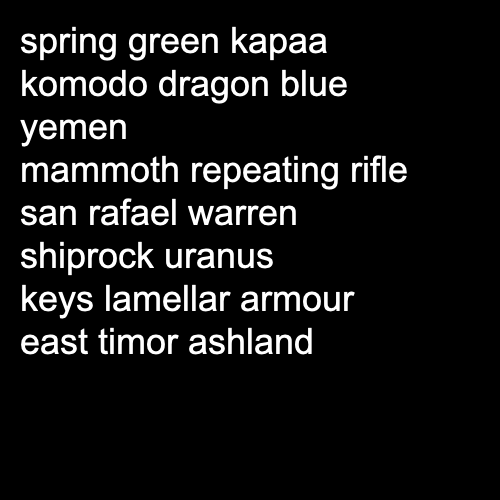 spring green kapaa
komodo dragon blue
yemen
mammoth repeating rifle
san rafael warren
shiprock uranus
keys lamellar armour
east timor ashland